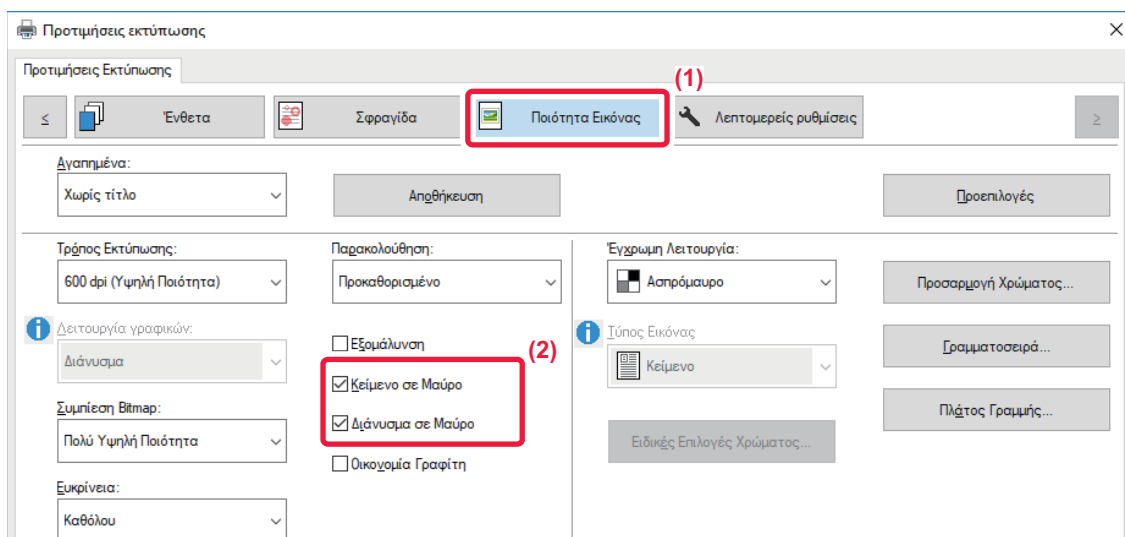 Προτιμήσεις εκτύπωσης
Προτιμήσεις Εκτύπωσης
(1)
< Ένθετα Σφραγίδα Ποιότητα Εικόνας Λεπτομερείς ρυθμίσεις >
Αγαπημένα:
Χωρίς τίτλο Αποθήκευση Προεπιλογές
Τρόπος Εκτύπωσης: Παρακολούθηση: Έγχρωμη Λειτουργία:
600 dpi (Υψηλή Ποιότητα) Προκαθορισμένο Ασπρόμαυρο Προσαρμογή Χρώματος...
Λειτουργία γραφικών: Εξομάλυνση (2) Τύπος Εικόνας
Διάνυσμα Κείμενο σε Μαύρο Κείμενο Γραμματοσειρά...
Συμπίεση Bitmap: Διάνυσμα σε Μαύρο Πλάτος Γραμμής...
Πολύ Υψηλή Ποιότητα Οικονομία Γραφίτη Ειδικές Επιλογές Χρώματος...
Ευκρίνεια:
Καθόλου